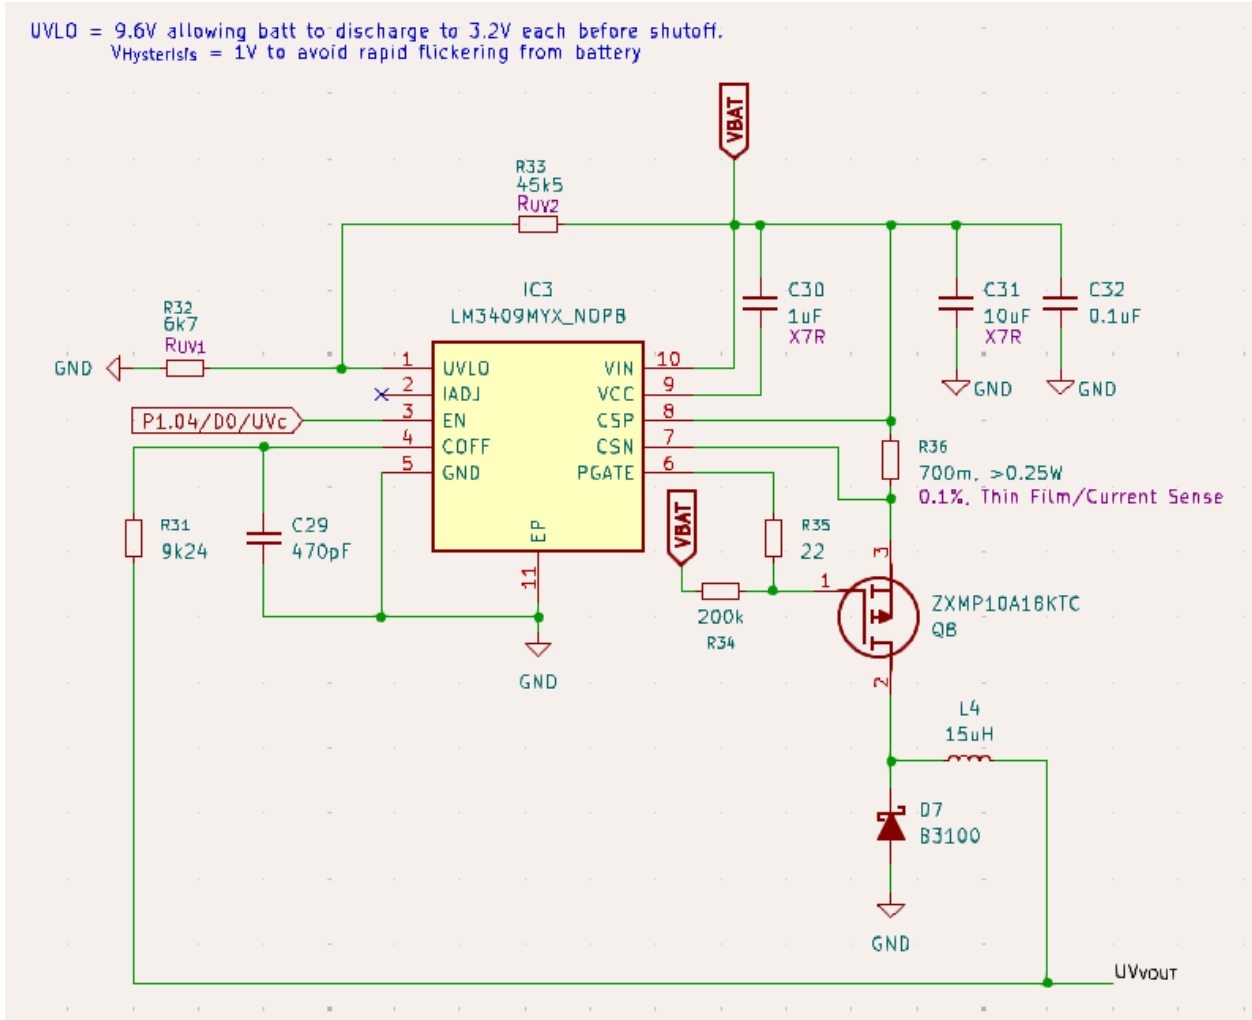 UVLO = 9.6V allowing batt to discharge to 3.2V each before shutoff.
VHysterisis = 1V to avoid rapid flickering from battery
VBAT
R33
45k5
RUV2
IC3
LM3409MYX_NOPB
C30
1uF
X7R
C31
10uF
X7R
C32
0.1uF
R32
6k7
RUV1
GND
1
UVLO
VIN
10
2
IADJ
VCC
9
P1.04/D0/UVc
3
EN
CSP
8
4
COFF
CSN
7
5
GND
PGATE
6
EP
11
GND
GND
GND
R36
700m, >0.25W
0.1%, Thin Film/Current Sense
R31
9k24
C29
470pF
VBAT
R35
22
200k
R34
1
3
2
ZXMP10A18KTC
Q8
L4
15uH
D7
B3100
GND
UVVOUT